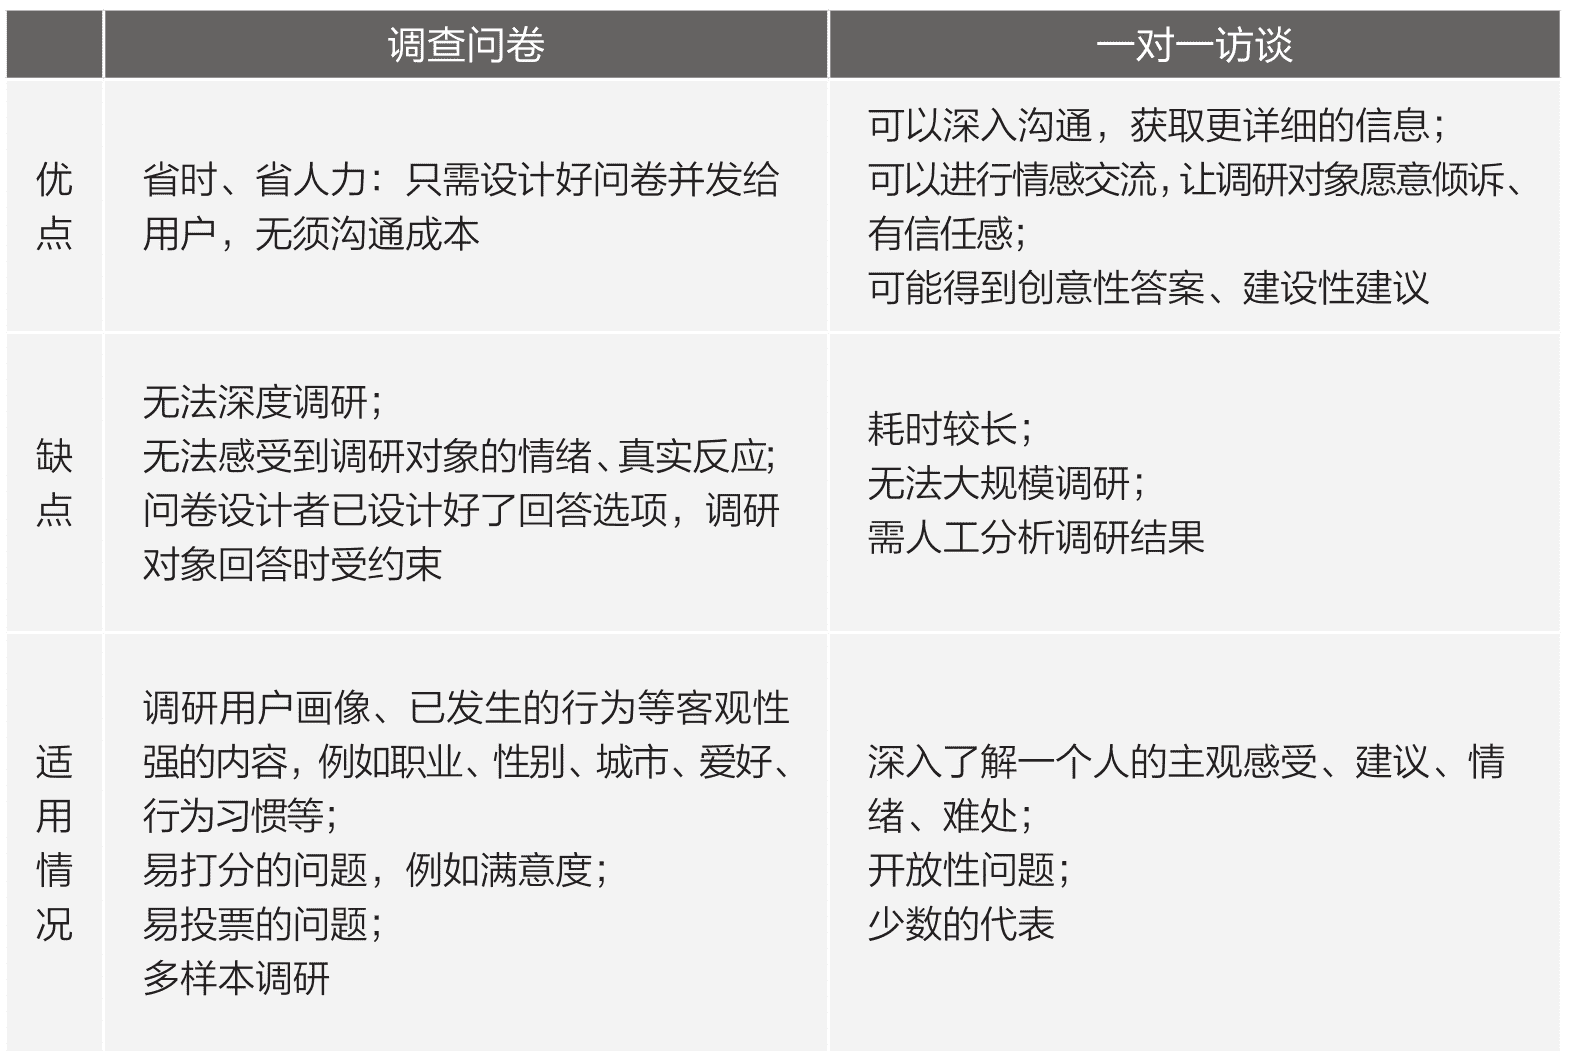 调查问卷
一对一访谈
优点
省时、省人力：只需设计好问卷并发给
用户，无须沟通成本
可以深入沟通，获取更详细的信息；
可以进行情感交流，让调研对象愿意倾诉、
有信任感；
可能得到创意性答案、建设性建议
缺点
无法深度调研；
无法感受到调研对象的情绪、真实反应；
问卷设计者已设计好了回答选项，调研
对象回答时受约束
耗时较长；
无法大规模调研；
需人工分析调研结果
适用情况
调研用户画像、已发生的行为等客观性
强的内容，例如职业、性别、城市、爱好、
行为习惯等；
易打分的问题，例如满意度；
易投票的问题；
多样本调研
深入了解一个人的主观感受、建议、情
绪、难处；
开放性问题；
少数的代表